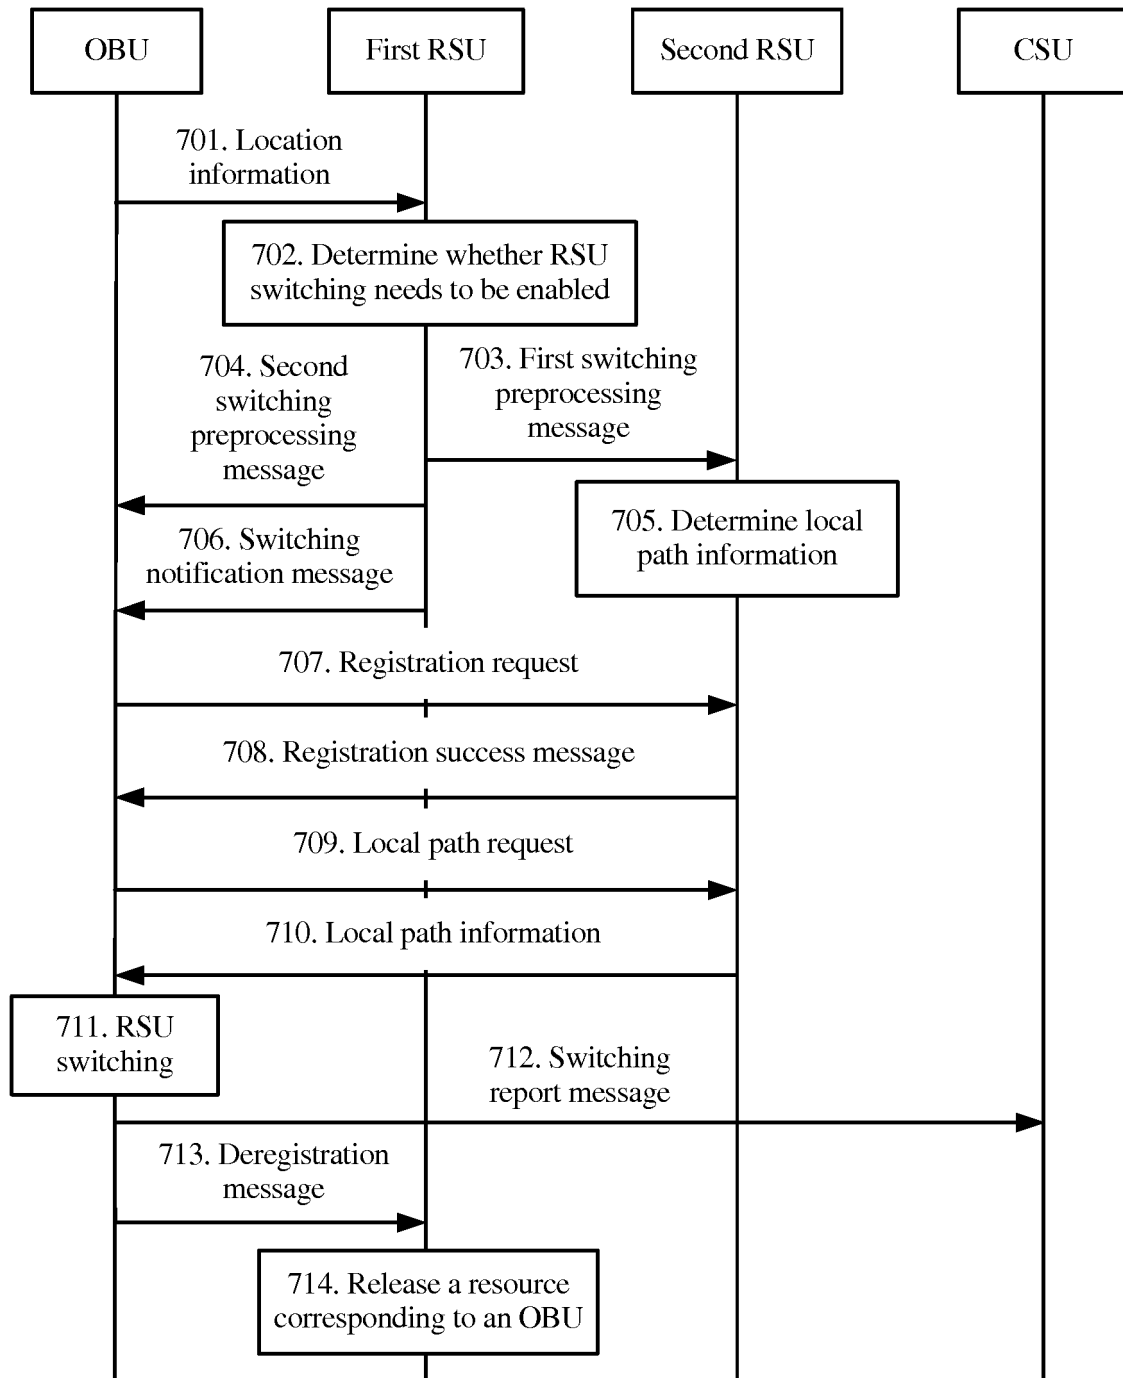 OBU
First RSU
Second RSU
CSU
701. Location
information
702. Determine whether RSU
switching needs to be enabled
703. First switching
preprocessing
message
704. Second
switching
preprocessing
message
705. Determine local
path information
706. Switching
notification message
707. Registration request
708. Registration success message
709. Local path request
710. Local path information
711. RSU
switching
712. Switching
report message
713. Deregistration
message
714. Release a resource
corresponding to an OBU